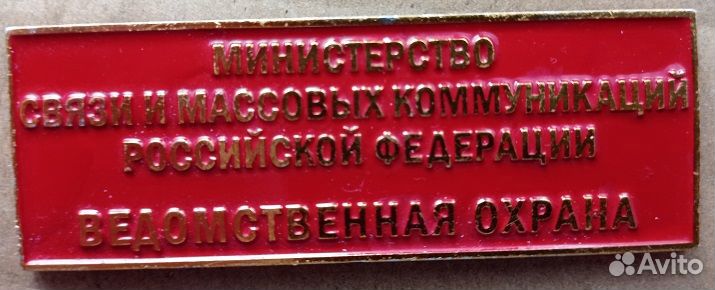 МИНИСТЕРСТВО
СВЯЗИ И МАССОВЫХ КОММУНИКАЦИЙ
РОССИЙСКОЙ ФЕДЕРАЦИИ
ВЕДОМСТВЕННАЯ ОХРАНА
Avito